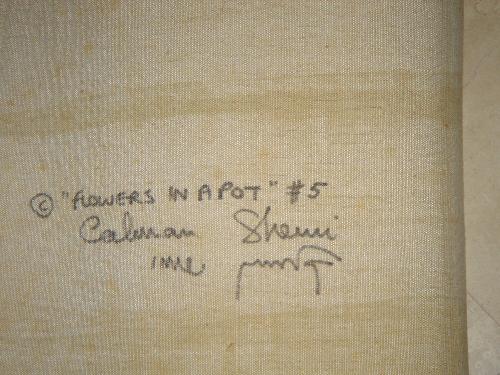 © "FLOWERS IN A POT" #5
Calman Shemi